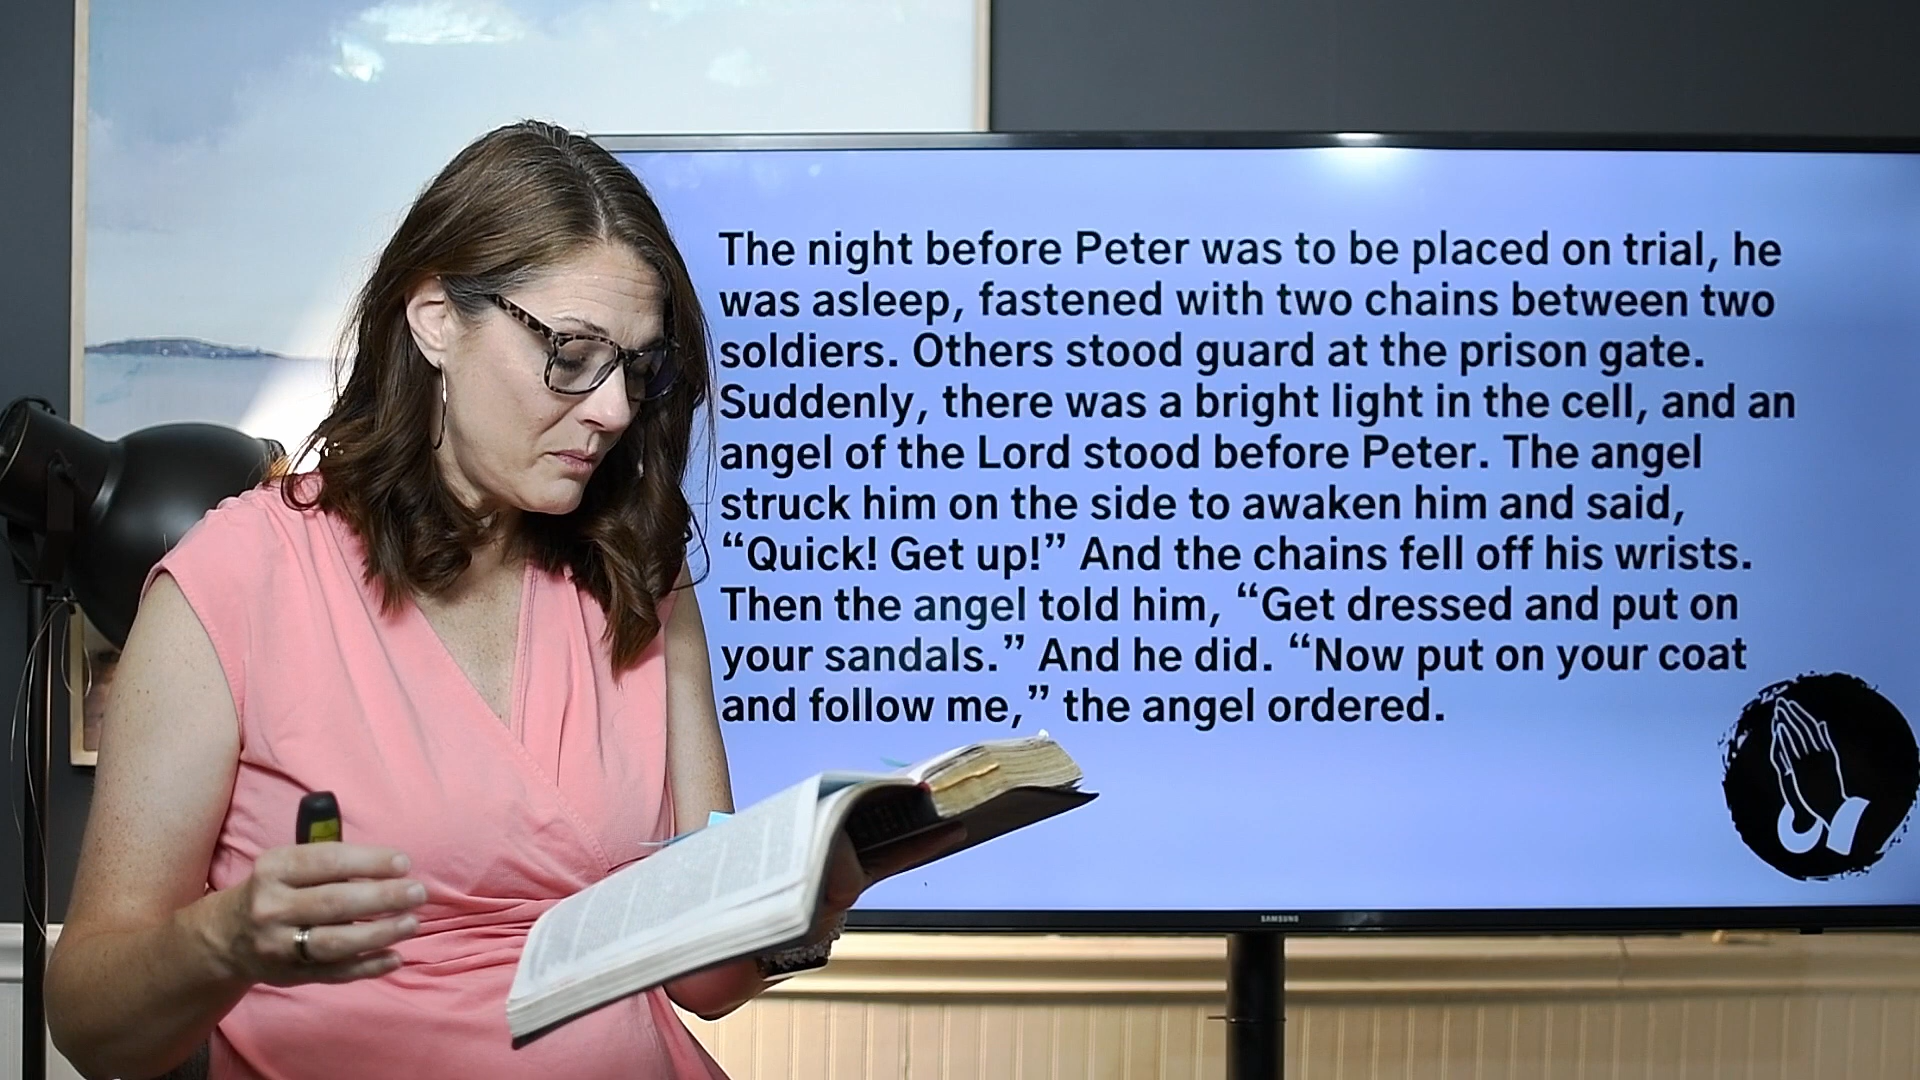 The night before Peter was to be placed on trial, he
was asleep, fastened with two chains between two
soldiers. Others stood guard at the prison gate.
Suddenly, there was a bright light in the cell, and an
angel of the Lord stood before Peter. The angel
struck him on the side to awaken him and said,
“Quick! Get up!” And the chains fell off his wrists.
Then the angel told him, “Get dressed and put on
your sandals.” And he did. “Now put on your coat
and follow me,” the angel ordered.
SAMSUNG